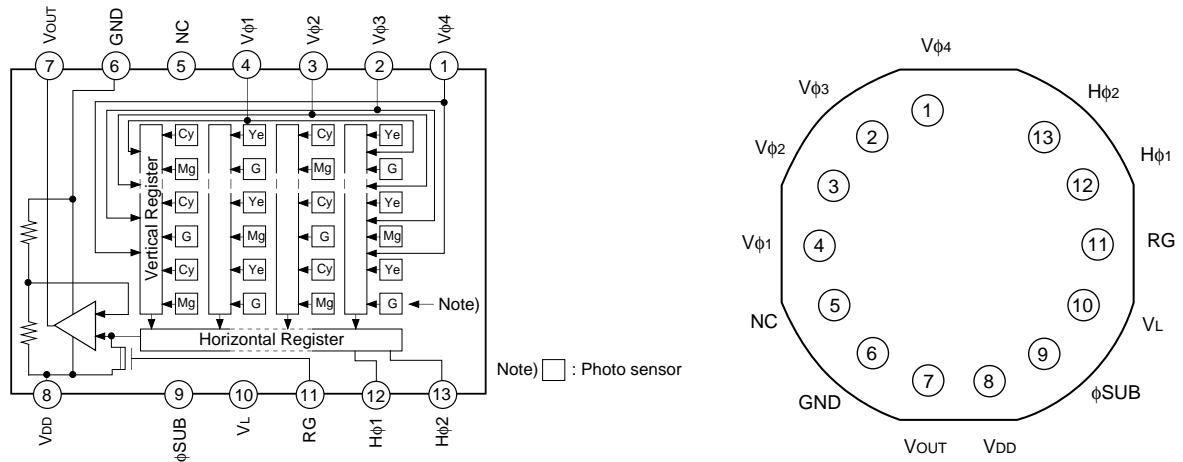 VOUT GND NC Vϕ1 Vϕ2 Vϕ3 Vϕ4
7 6 5 4 3 2 1
Cy Ye Cy Ye
Mg G Mg G
Cy Ye Cy Ye
G Mg G Mg
Cy Ye Cy Ye
Mg G Mg G
Vertical Register
Note)
Horizontal Register
Note) : Photo sensor
8 9 10 11 12 13
VDD ϕSUB VL RG Hϕ1 Hϕ2
Vϕ4
Vϕ3 Hϕ2
1
2 13
Vϕ2 Hϕ1
3 12
Vϕ1 4 11 RG
5 10
NC VL
6 9
7 8
GND ϕSUB
VOUT VDD